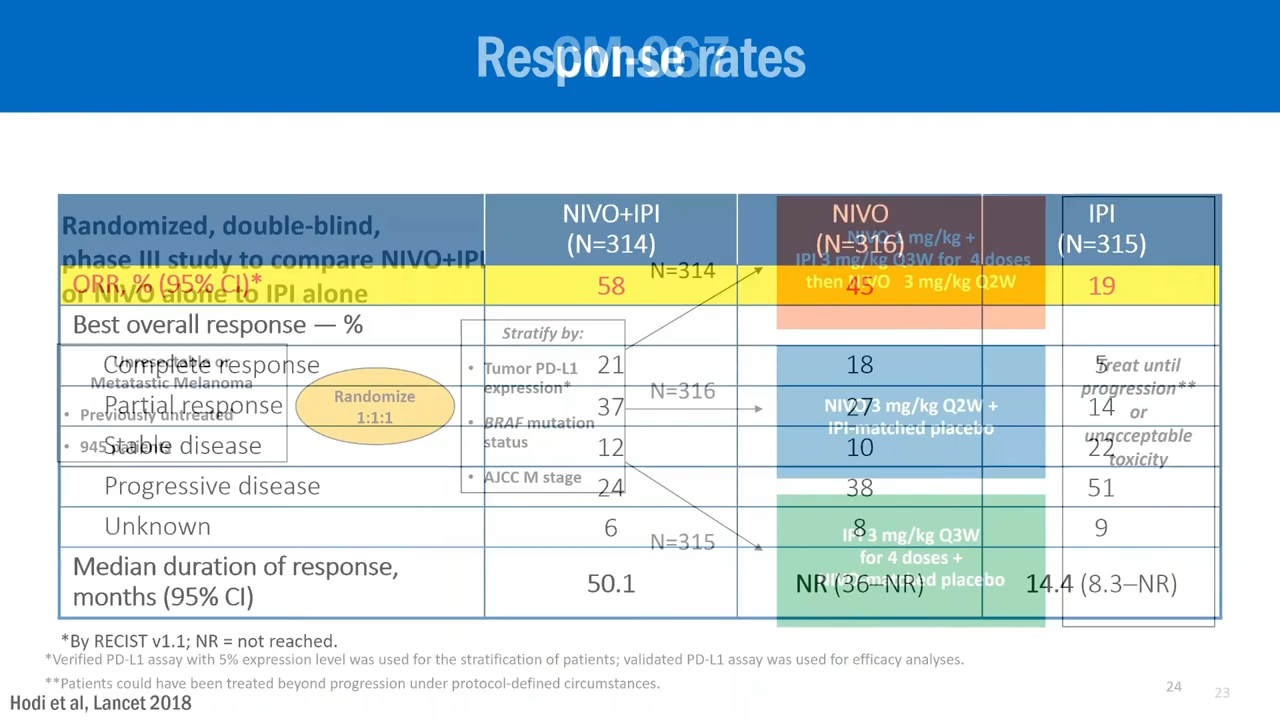 Response rates
CM-067
NIVO+IPI
(N=314)
NIVO
(N=316)
IPI
(N=315)
ORR, % (95% CI)*
58
45
19
Best overall response — %
Complete response
21
18
5
Partial response
37
27
14
Stable disease
12
10
22
Progressive disease
24
38
51
Unknown
6
8
9
Median duration of response,
months (95% CI)
50.1
NR (36–NR)
14.4 (8.3–NR)
*By RECIST v1.1; NR = not reached.
Randomized, double-blind,
phase III study to compare NIVO+IPI
or NIVO alone to IPI alone
Unresectable or
Metatastic Melanoma
• Previously untreated
• 945 patients
Randomize
1:1:1
Stratify by:
• Tumor PD-L1
expression*
• BRAF mutation
status
• AJCC M stage
N=314
N=316
N=315
NIVO 1 mg/kg +
IPI 3 mg/kg Q3W for 4 doses
then NIVO 3 mg/kg Q2W
NIVO 3 mg/kg Q2W +
IPI-matched placebo
IPI 3 mg/kg Q3W
for 4 doses +
NIVO-matched placebo
Treat until
progression**
or
unacceptable
toxicity
*Verified PD-L1 assay with 5% expression level was used for the stratification of patients; validated PD-L1 assay was used for efficacy analyses.
**Patients could have been treated beyond progression under protocol-defined circumstances.
Hodi et al, Lancet 2018
24
23